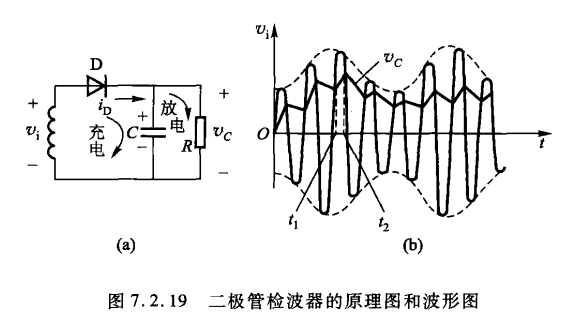 D
+
i_D
v_i
充电
−
+
C
−
放电
R
+
v_C
−
(a)
v_i
v_C
O
t
t_1
t_2
(b)
图 7.2.19 二极管检波器的原理图和波形图